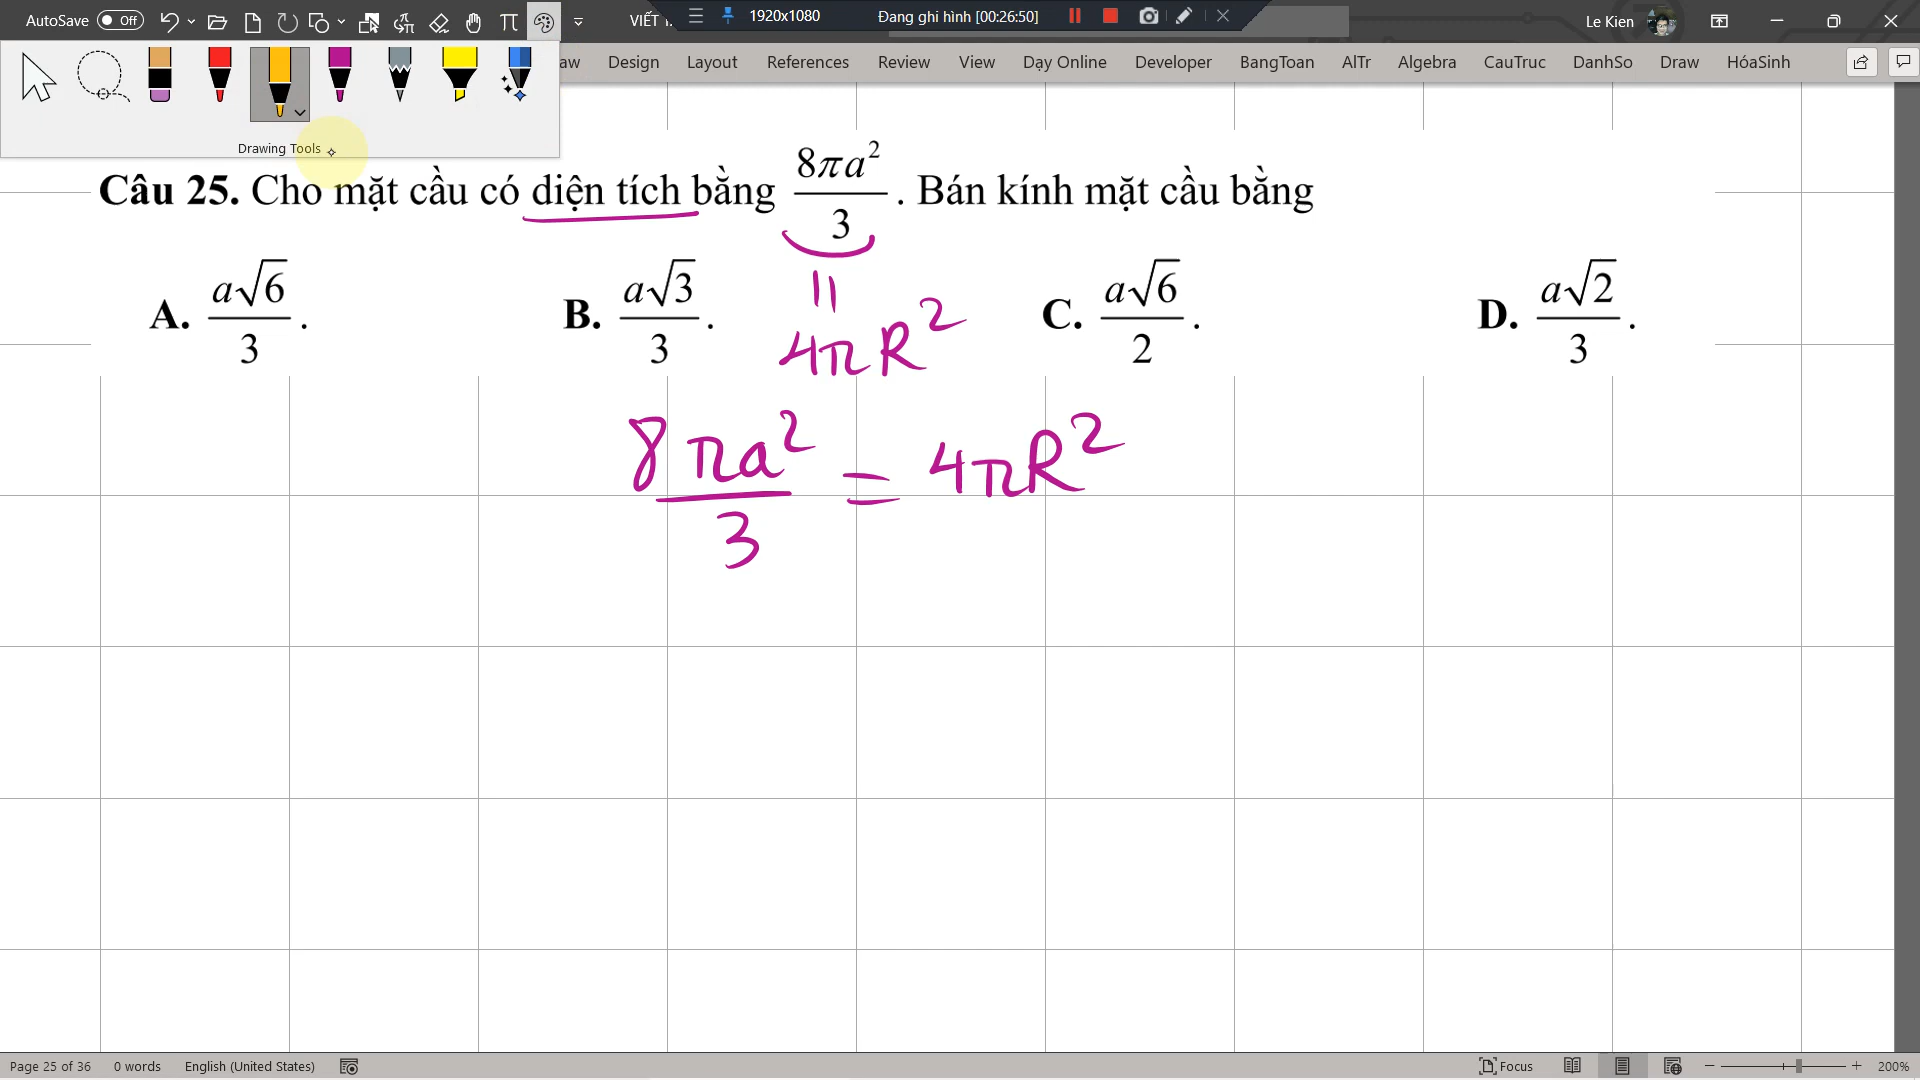 AutoSave Off VIẾT 1920x1080 Đang ghi hình [00:26:50] Le Kien
Design Layout References Review View Dạy Online Developer BangToan AlTr Algebra CauTruc DanhSo Draw HóaSinh
Drawing Tools
Câu 25. Cho mặt cầu có diện tích bằng 8πa²/3. Bán kính mặt cầu bằng
A. a√6/3. B. a√3/3. C. a√6/2. D. a√2/3.
=
4πR²
8πa²/3 = 4πR²
Page 25 of 36 0 words English (United States) Focus 200%